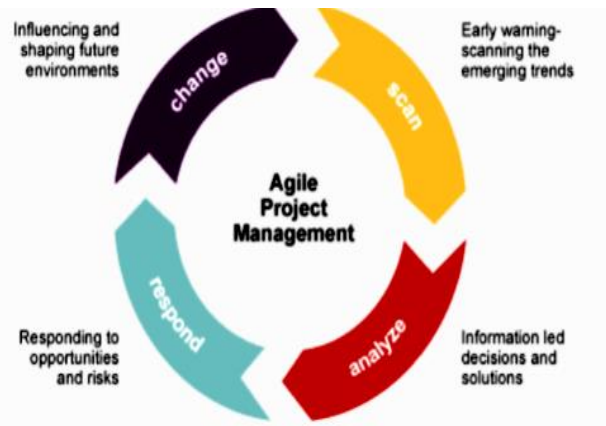 Influencing and
shaping future
environments
change
Early warning-
scanning the
emerging trends
scan
Agile
Project
Management
respond
Responding to
opportunities
and risks
analyze
Information led
decisions and
solutions